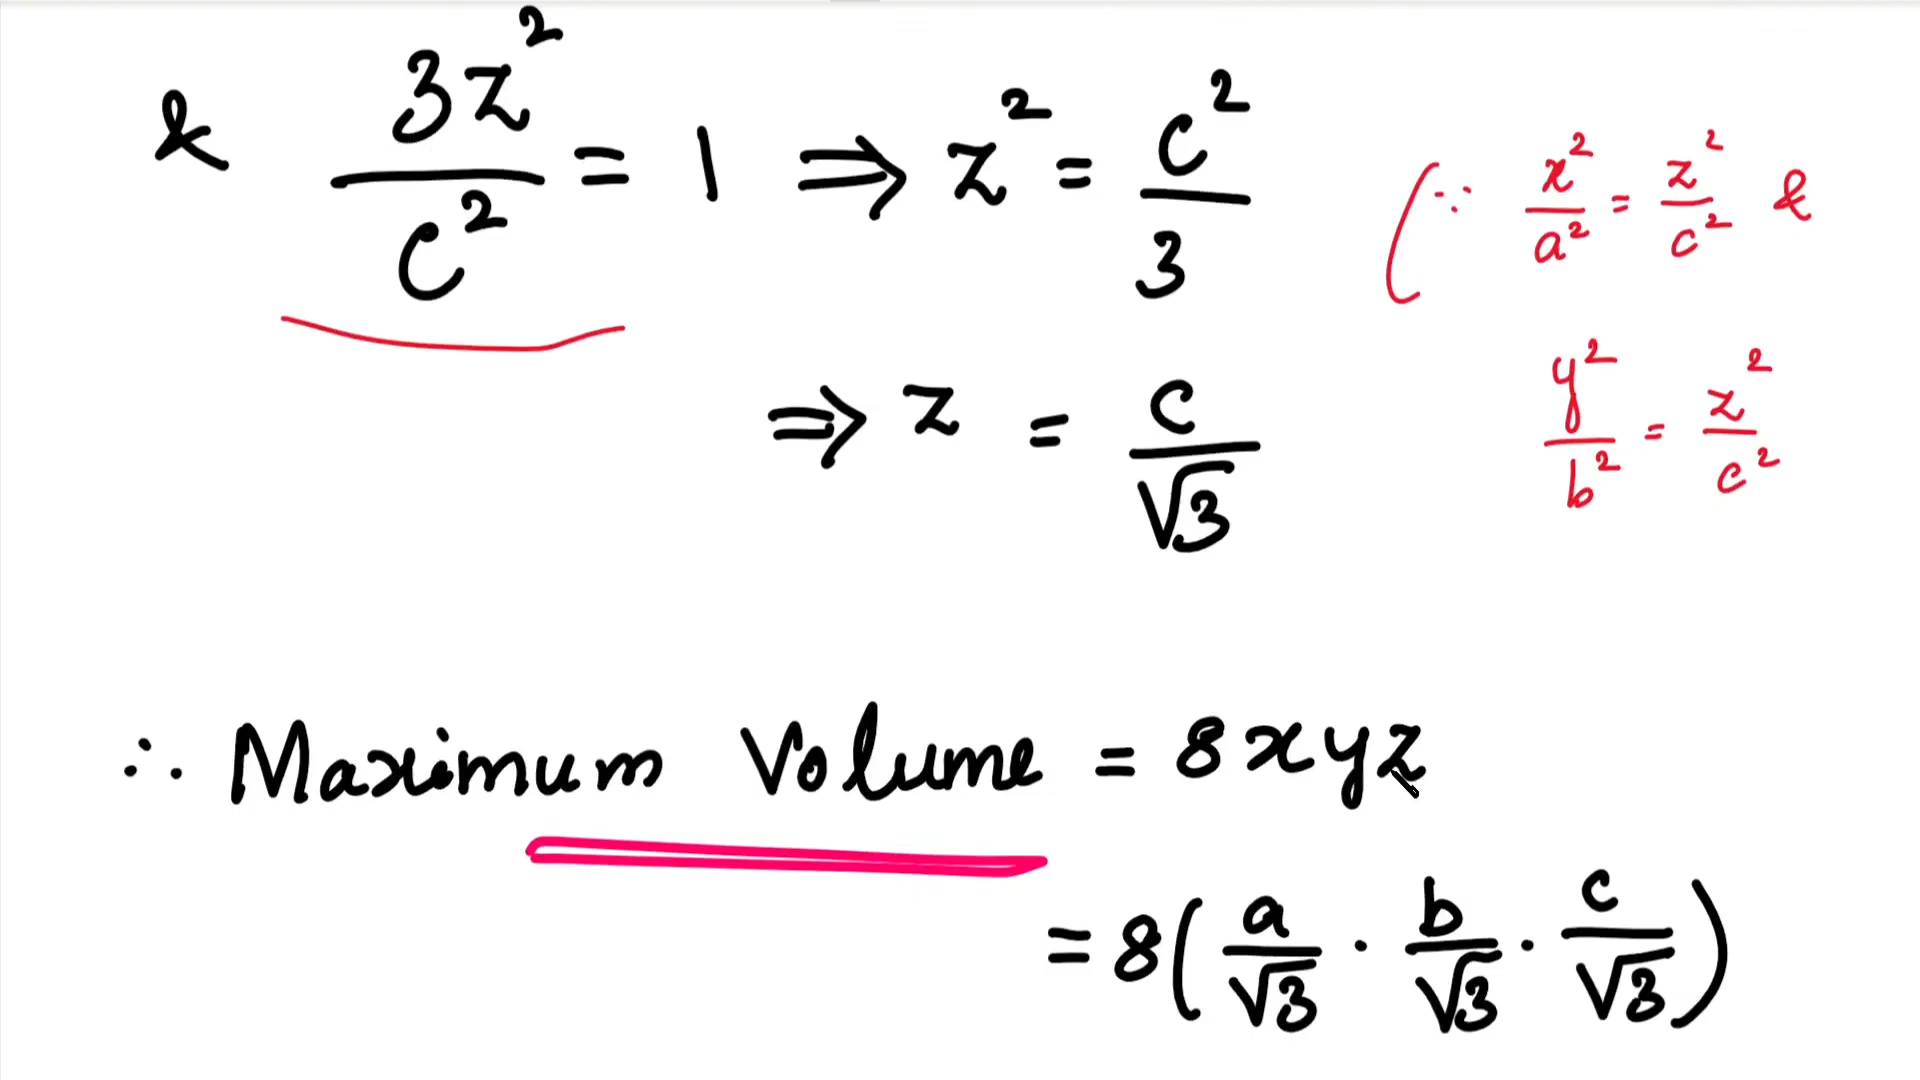 & 3z²/c² = 1 ⇒ z² = c²/3 (∵ x²/a² = z²/c² &
y²/b² = z²/c²
⇒ z = c/√3
∴ Maximum Volume = 8xyz
= 8(a/√3 · b/√3 · c/√3)